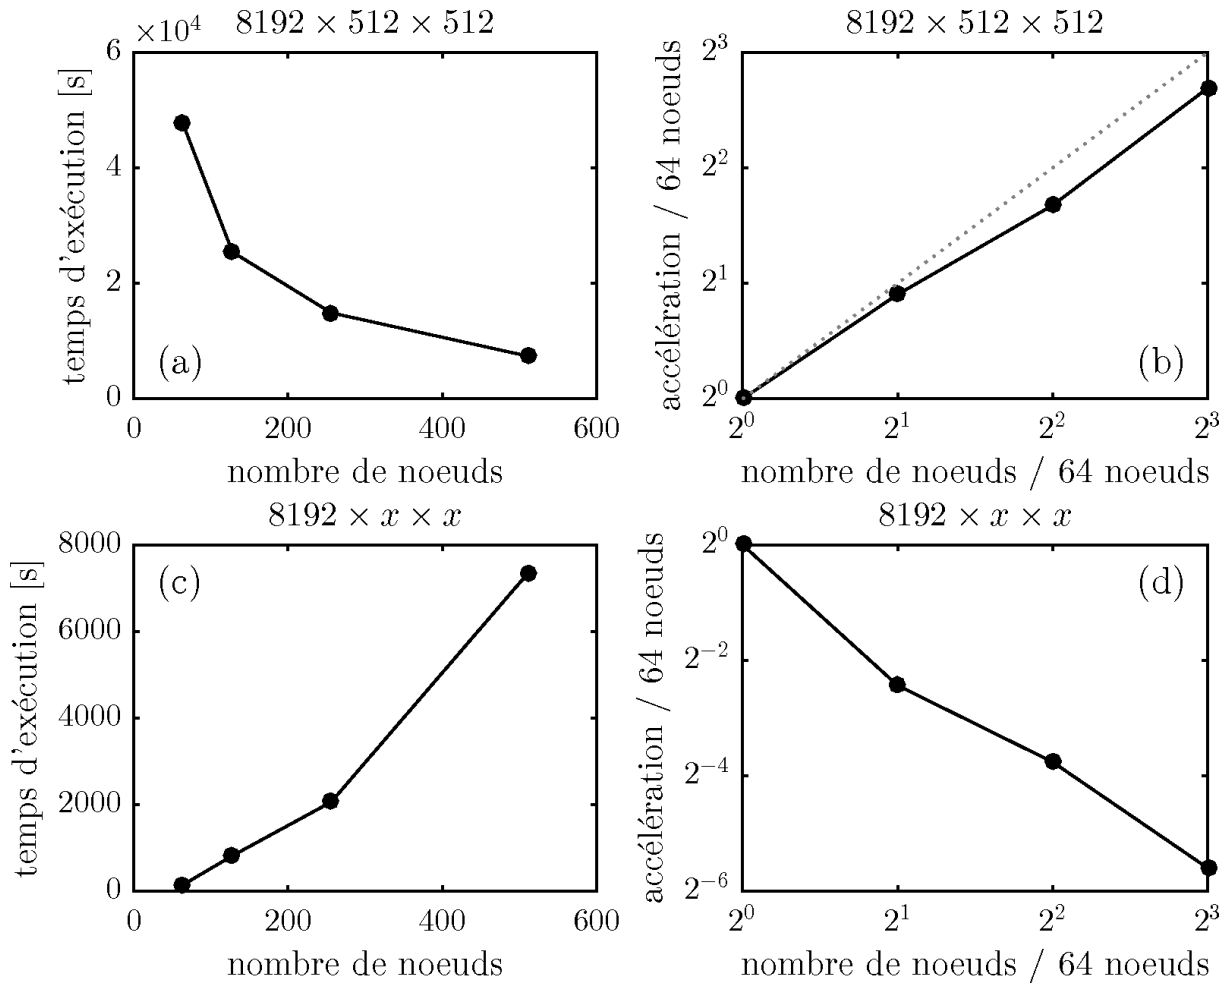 ×10⁴ 8192 × 512 × 512
6
4
2
0
temps d'exécution [s]
(a)
0 200 400 600
nombre de noeuds
8192 × 512 × 512
2³
2²
2¹
2⁰
accélération / 64 noeuds
(b)
2⁰ 2¹ 2² 2³
nombre de noeuds / 64 noeuds
8192 × x × x
8000
6000
4000
2000
0
temps d'exécution [s]
(c)
0 200 400 600
nombre de noeuds
8192 × x × x
2⁰
2⁻²
2⁻⁴
2⁻⁶
accélération / 64 noeuds
(d)
2⁰ 2¹ 2² 2³
nombre de noeuds / 64 noeuds